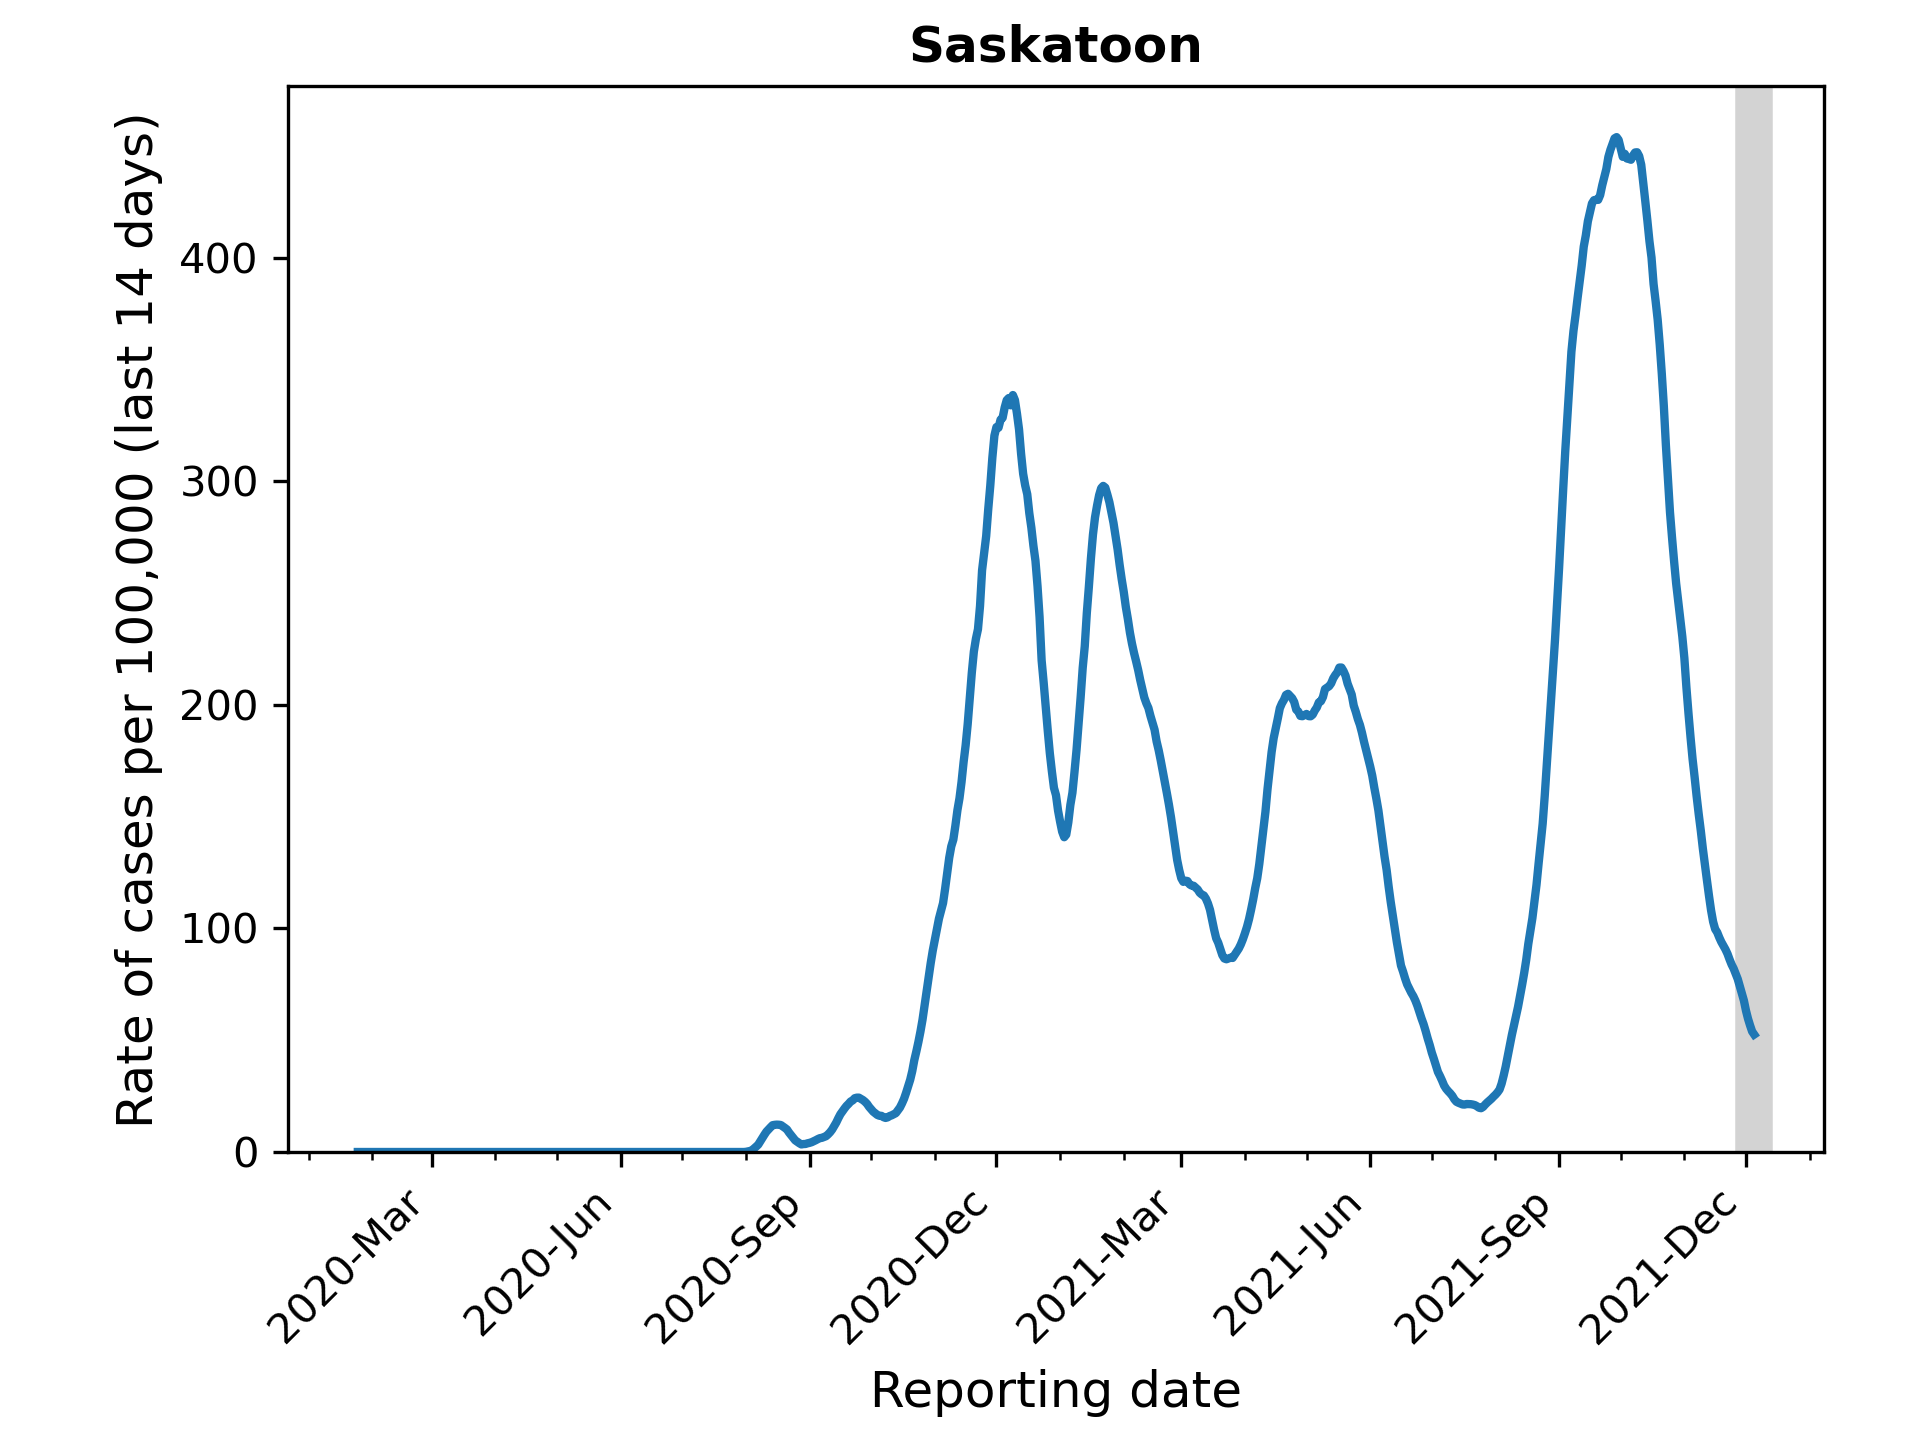 Saskatoon
Rate of cases per 100,000 (last 14 days)
400
300
200
100
0
2020-Mar
2020-Jun
2020-Sep
2020-Dec
2021-Mar
2021-Jun
2021-Sep
2021-Dec
Reporting date